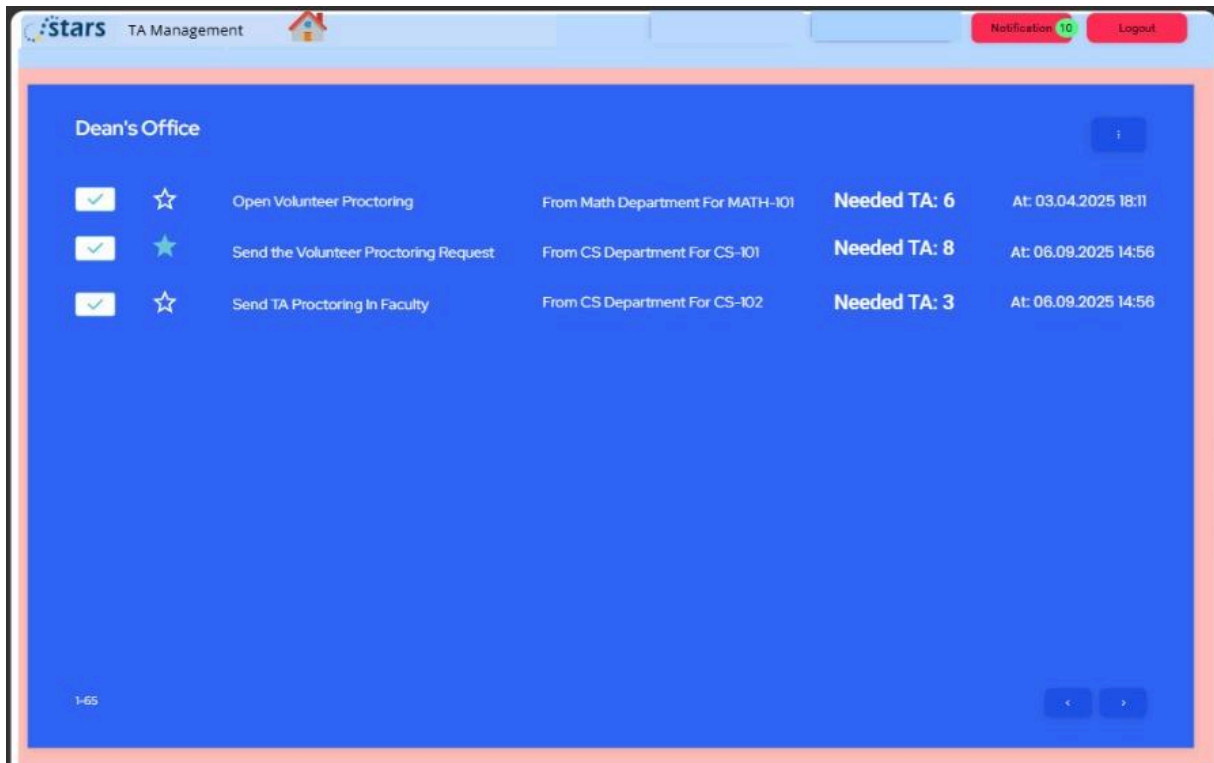 stars TA Management Notification 10 Logout
Dean's Office
Open Volunteer Proctoring From Math Department For MATH-101 Needed TA: 6 At: 03.04.2025 18:11
Send the Volunteer Proctoring Request From CS Department For CS-101 Needed TA: 8 At: 06.09.2025 14:56
Send TA Proctoring In Faculty From CS Department For CS-102 Needed TA: 3 At: 06.09.2025 14:56
1-65